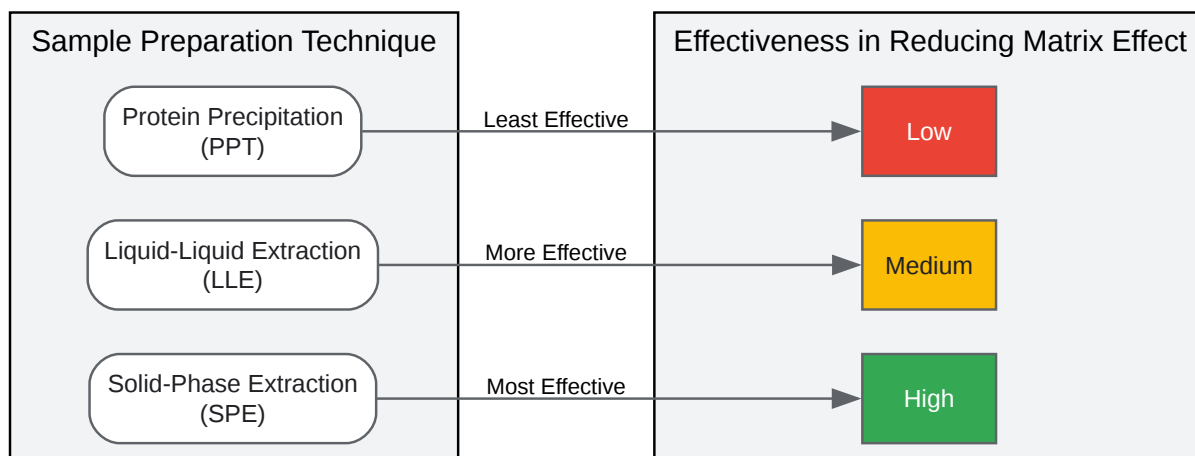 Sample Preparation Technique
Effectiveness in Reducing Matrix Effect
Protein Precipitation
(PPT)
Least Effective
Low
Liquid-Liquid Extraction
(LLE)
More Effective
Medium
Solid-Phase Extraction
(SPE)
Most Effective
High